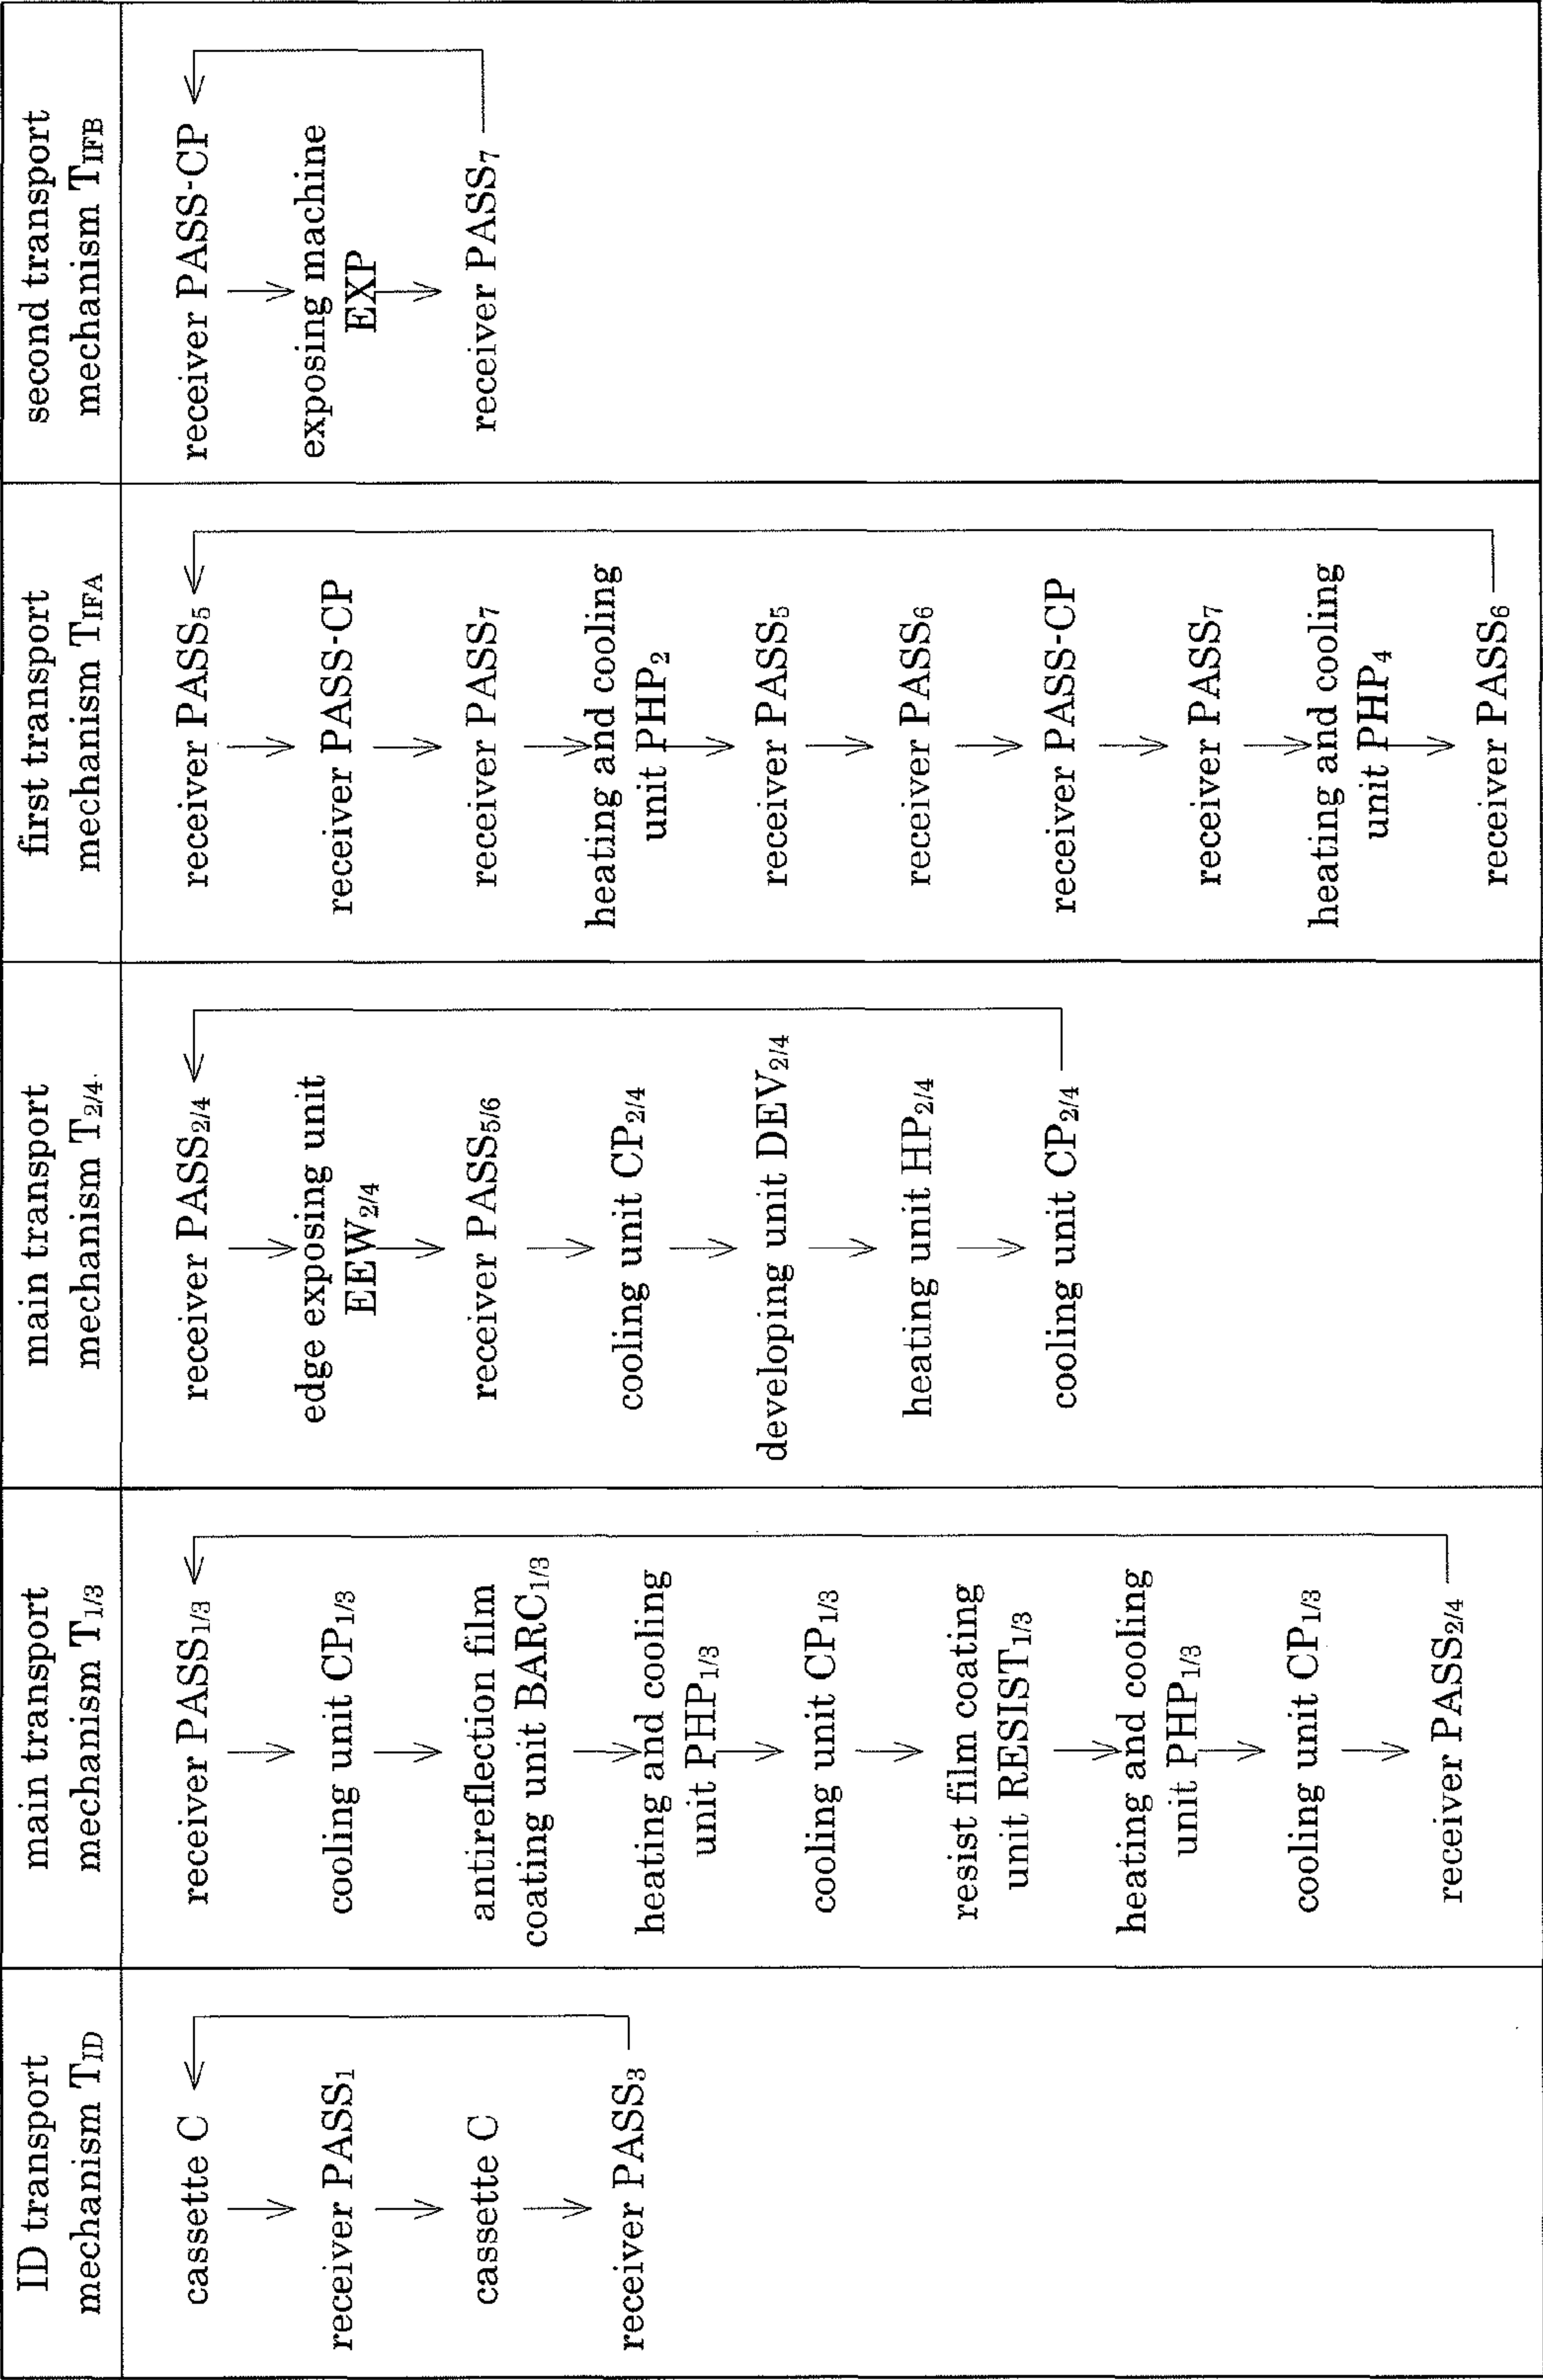 ID transport
mechanism TID
cassette C
receiver PASS1
cassette C
receiver PASS3
main transport
mechanism T1/3
receiver PASS1/3
cooling unit CP1/3
antireflection film
coating unit BARC1/3
heating and cooling
unit PHP1/3
cooling unit CP1/3
resist film coating
unit RESIST1/3
heating and cooling
unit PHP1/3
cooling unit CP1/3
receiver PASS2/4
main transport
mechanism T2/4
receiver PASS2/4
edge exposing unit
EEW2/4
receiver PASS5/6
cooling unit CP2/4
developing unit DEV2/4
heating unit HP2/4
cooling unit CP2/4
first transport
mechanism TIFA
receiver PASS5
receiver PASS-CP
receiver PASS7
heating and cooling
unit PHP2
receiver PASS5
receiver PASS6
receiver PASS-CP
receiver PASS7
heating and cooling
unit PHP4
receiver PASS6
second transport
mechanism TIFB
receiver PASS-CP
exposing machine
EXP
receiver PASS7